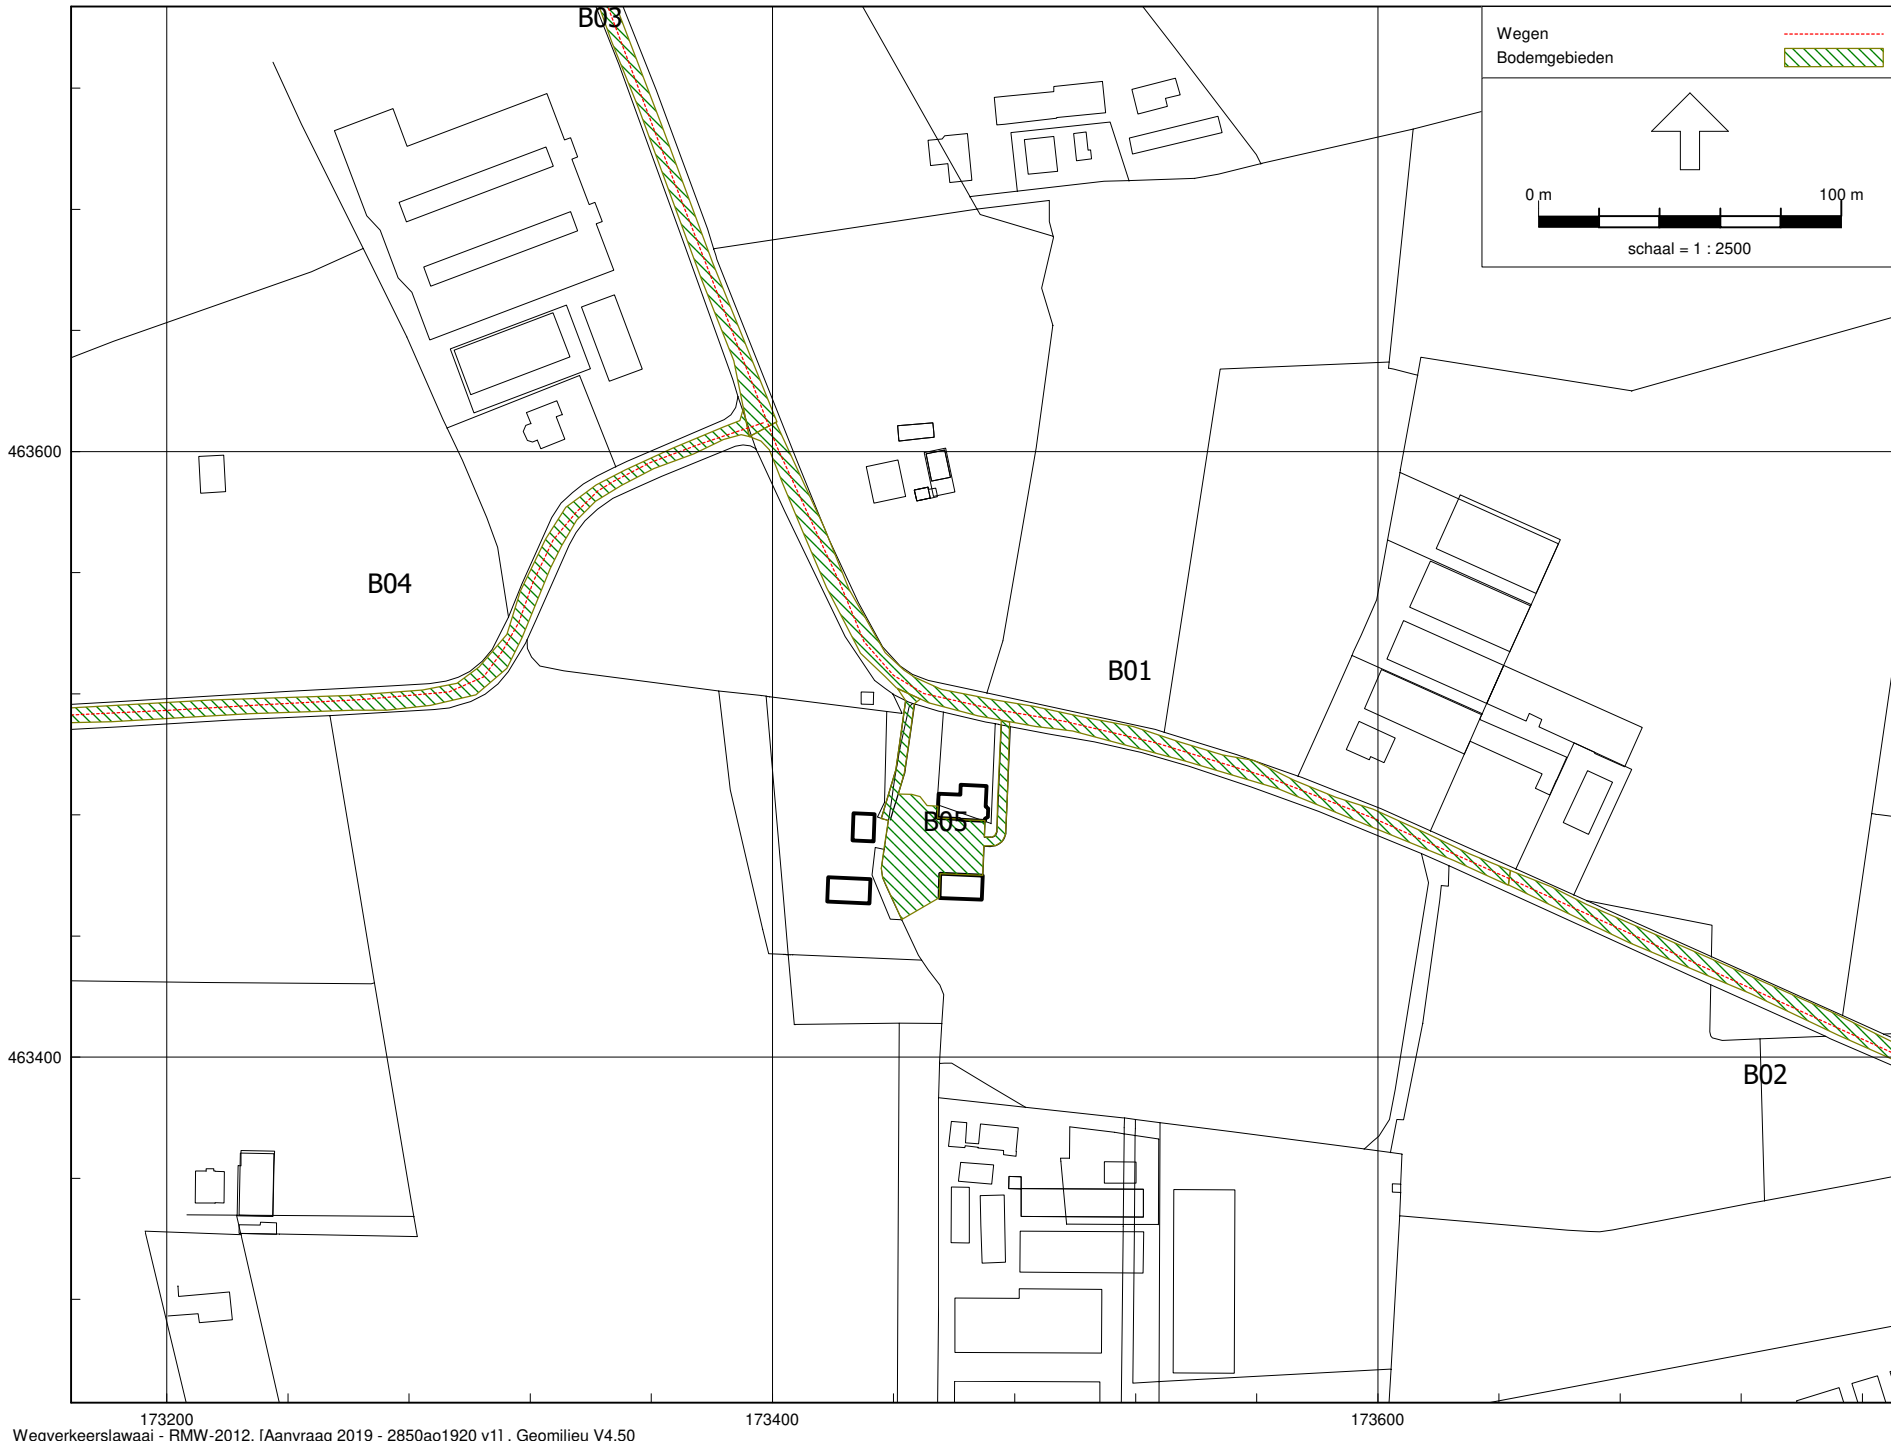 B03
Wegen
Bodemgebieden
0 m
100 m
schaal = 1 : 2500
463600
B04
B01
B05
463400
B02
173200
173400
173600
Wegverkeerslawaai - RMW-2012, [Aanvraag 2019 - 2850ao1920 v1] , Geomilieu V4.50